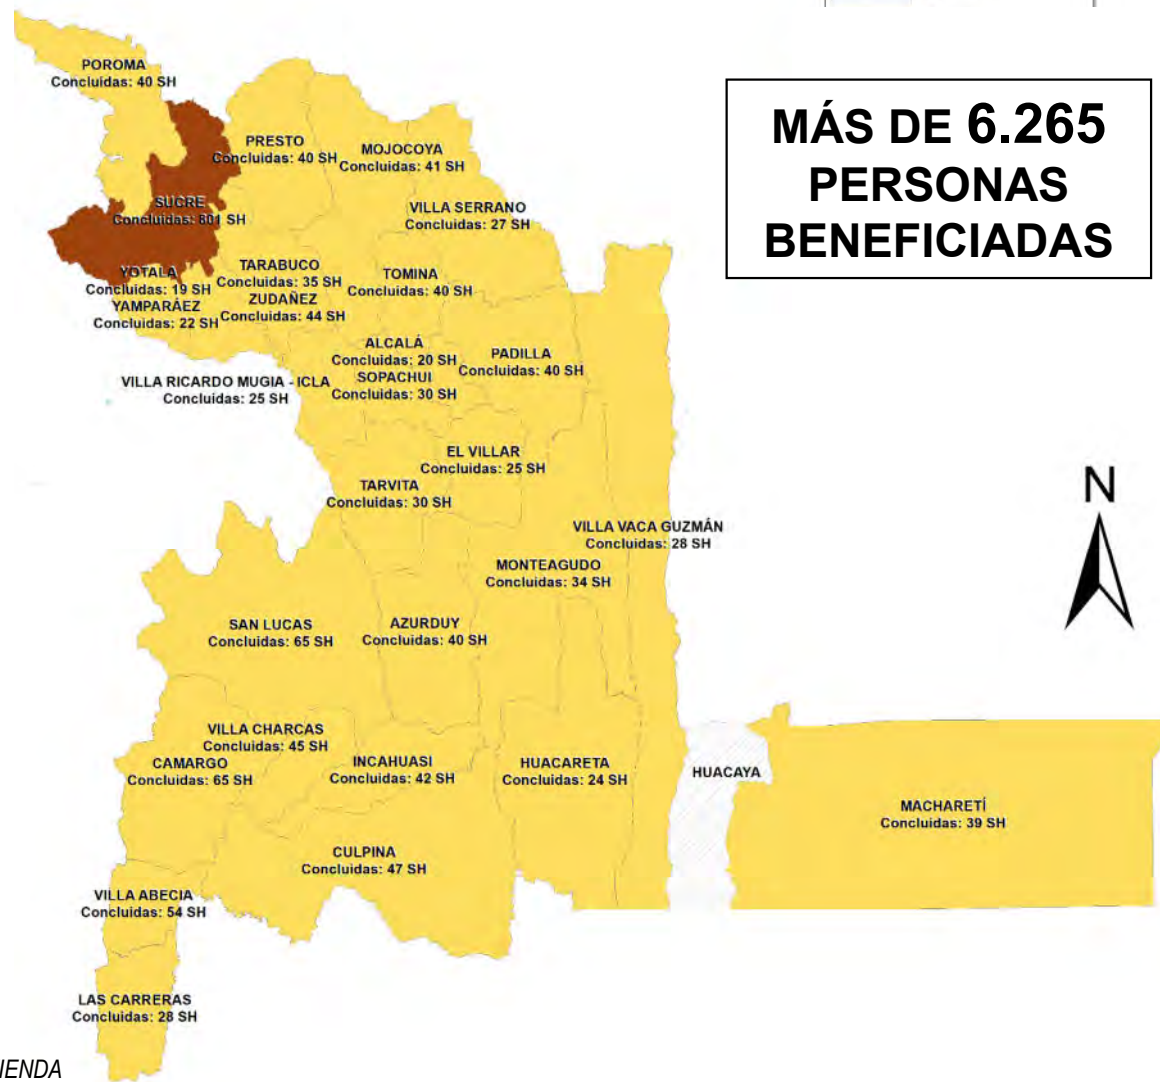 POROMA
Concluidas: 40 SH
MÁS DE 6.265
PERSONAS
BENEFICIADAS
PRESTO
Concluidas: 40 SH
MOJOCOYA
Concluidas: 41 SH
SUCRE
Concluidas: 801 SH
VILLA SERRANO
Concluidas: 27 SH
YOTALA
Concluidas: 19 SH
YAMPARÁEZ
Concluidas: 22 SH
TARABUCO
Concluidas: 35 SH
ZUDAÑEZ
Concluidas: 44 SH
TOMINA
Concluidas: 40 SH
ALCALÁ
Concluidas: 20 SH
SOPACHUI
Concluidas: 30 SH
PADILLA
Concluidas: 40 SH
VILLA RICARDO MUGIA - ICLA
Concluidas: 25 SH
EL VILLAR
Concluidas: 25 SH
TARVITA
Concluidas: 30 SH
N
VILLA VACA GUZMÁN
Concluidas: 28 SH
MONTEAGUDO
Concluidas: 34 SH
SAN LUCAS
Concluidas: 65 SH
AZURDUY
Concluidas: 40 SH
VILLA CHARCAS
Concluidas: 45 SH
CAMARGO
Concluidas: 65 SH
INCAHUASI
Concluidas: 42 SH
HUACARETA
Concluidas: 24 SH
HUACAYA
MACHARETÍ
Concluidas: 39 SH
CULPINA
Concluidas: 47 SH
VILLA ABECIA
Concluidas: 54 SH
LAS CARRERAS
Concluidas: 28 SH
IENDA